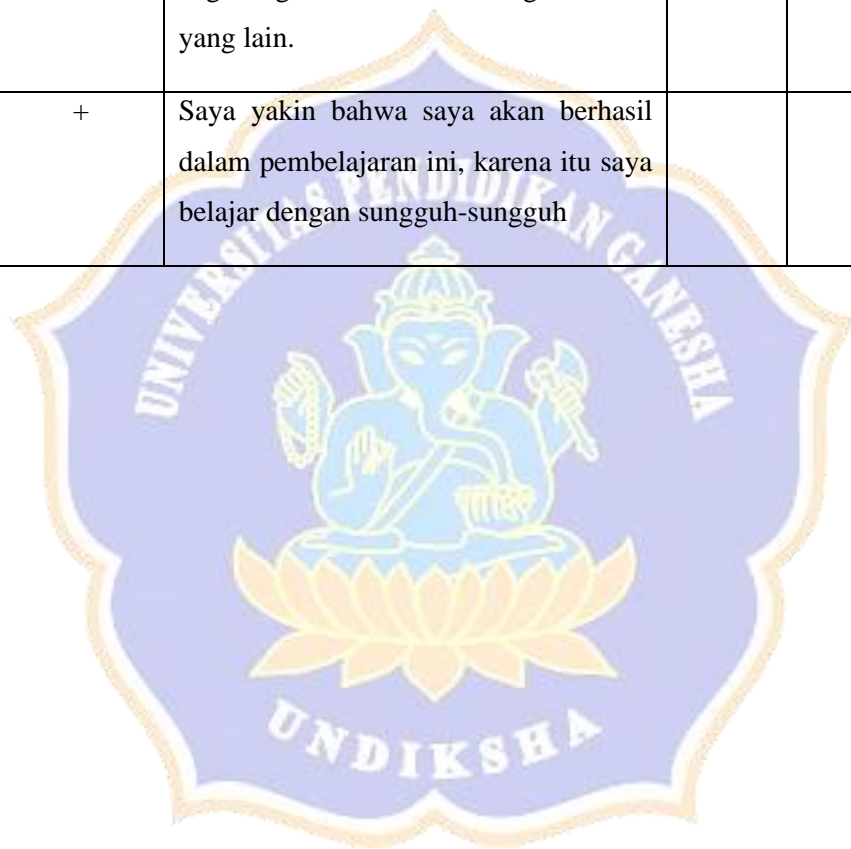 yang lain.
+ Saya yakin bahwa saya akan berhasil
dalam pembelajaran ini, karena itu saya
belajar dengan sungguh-sungguh
UNIVERSITAS PENDIDIKAN GANESHA
UNDIKSHA